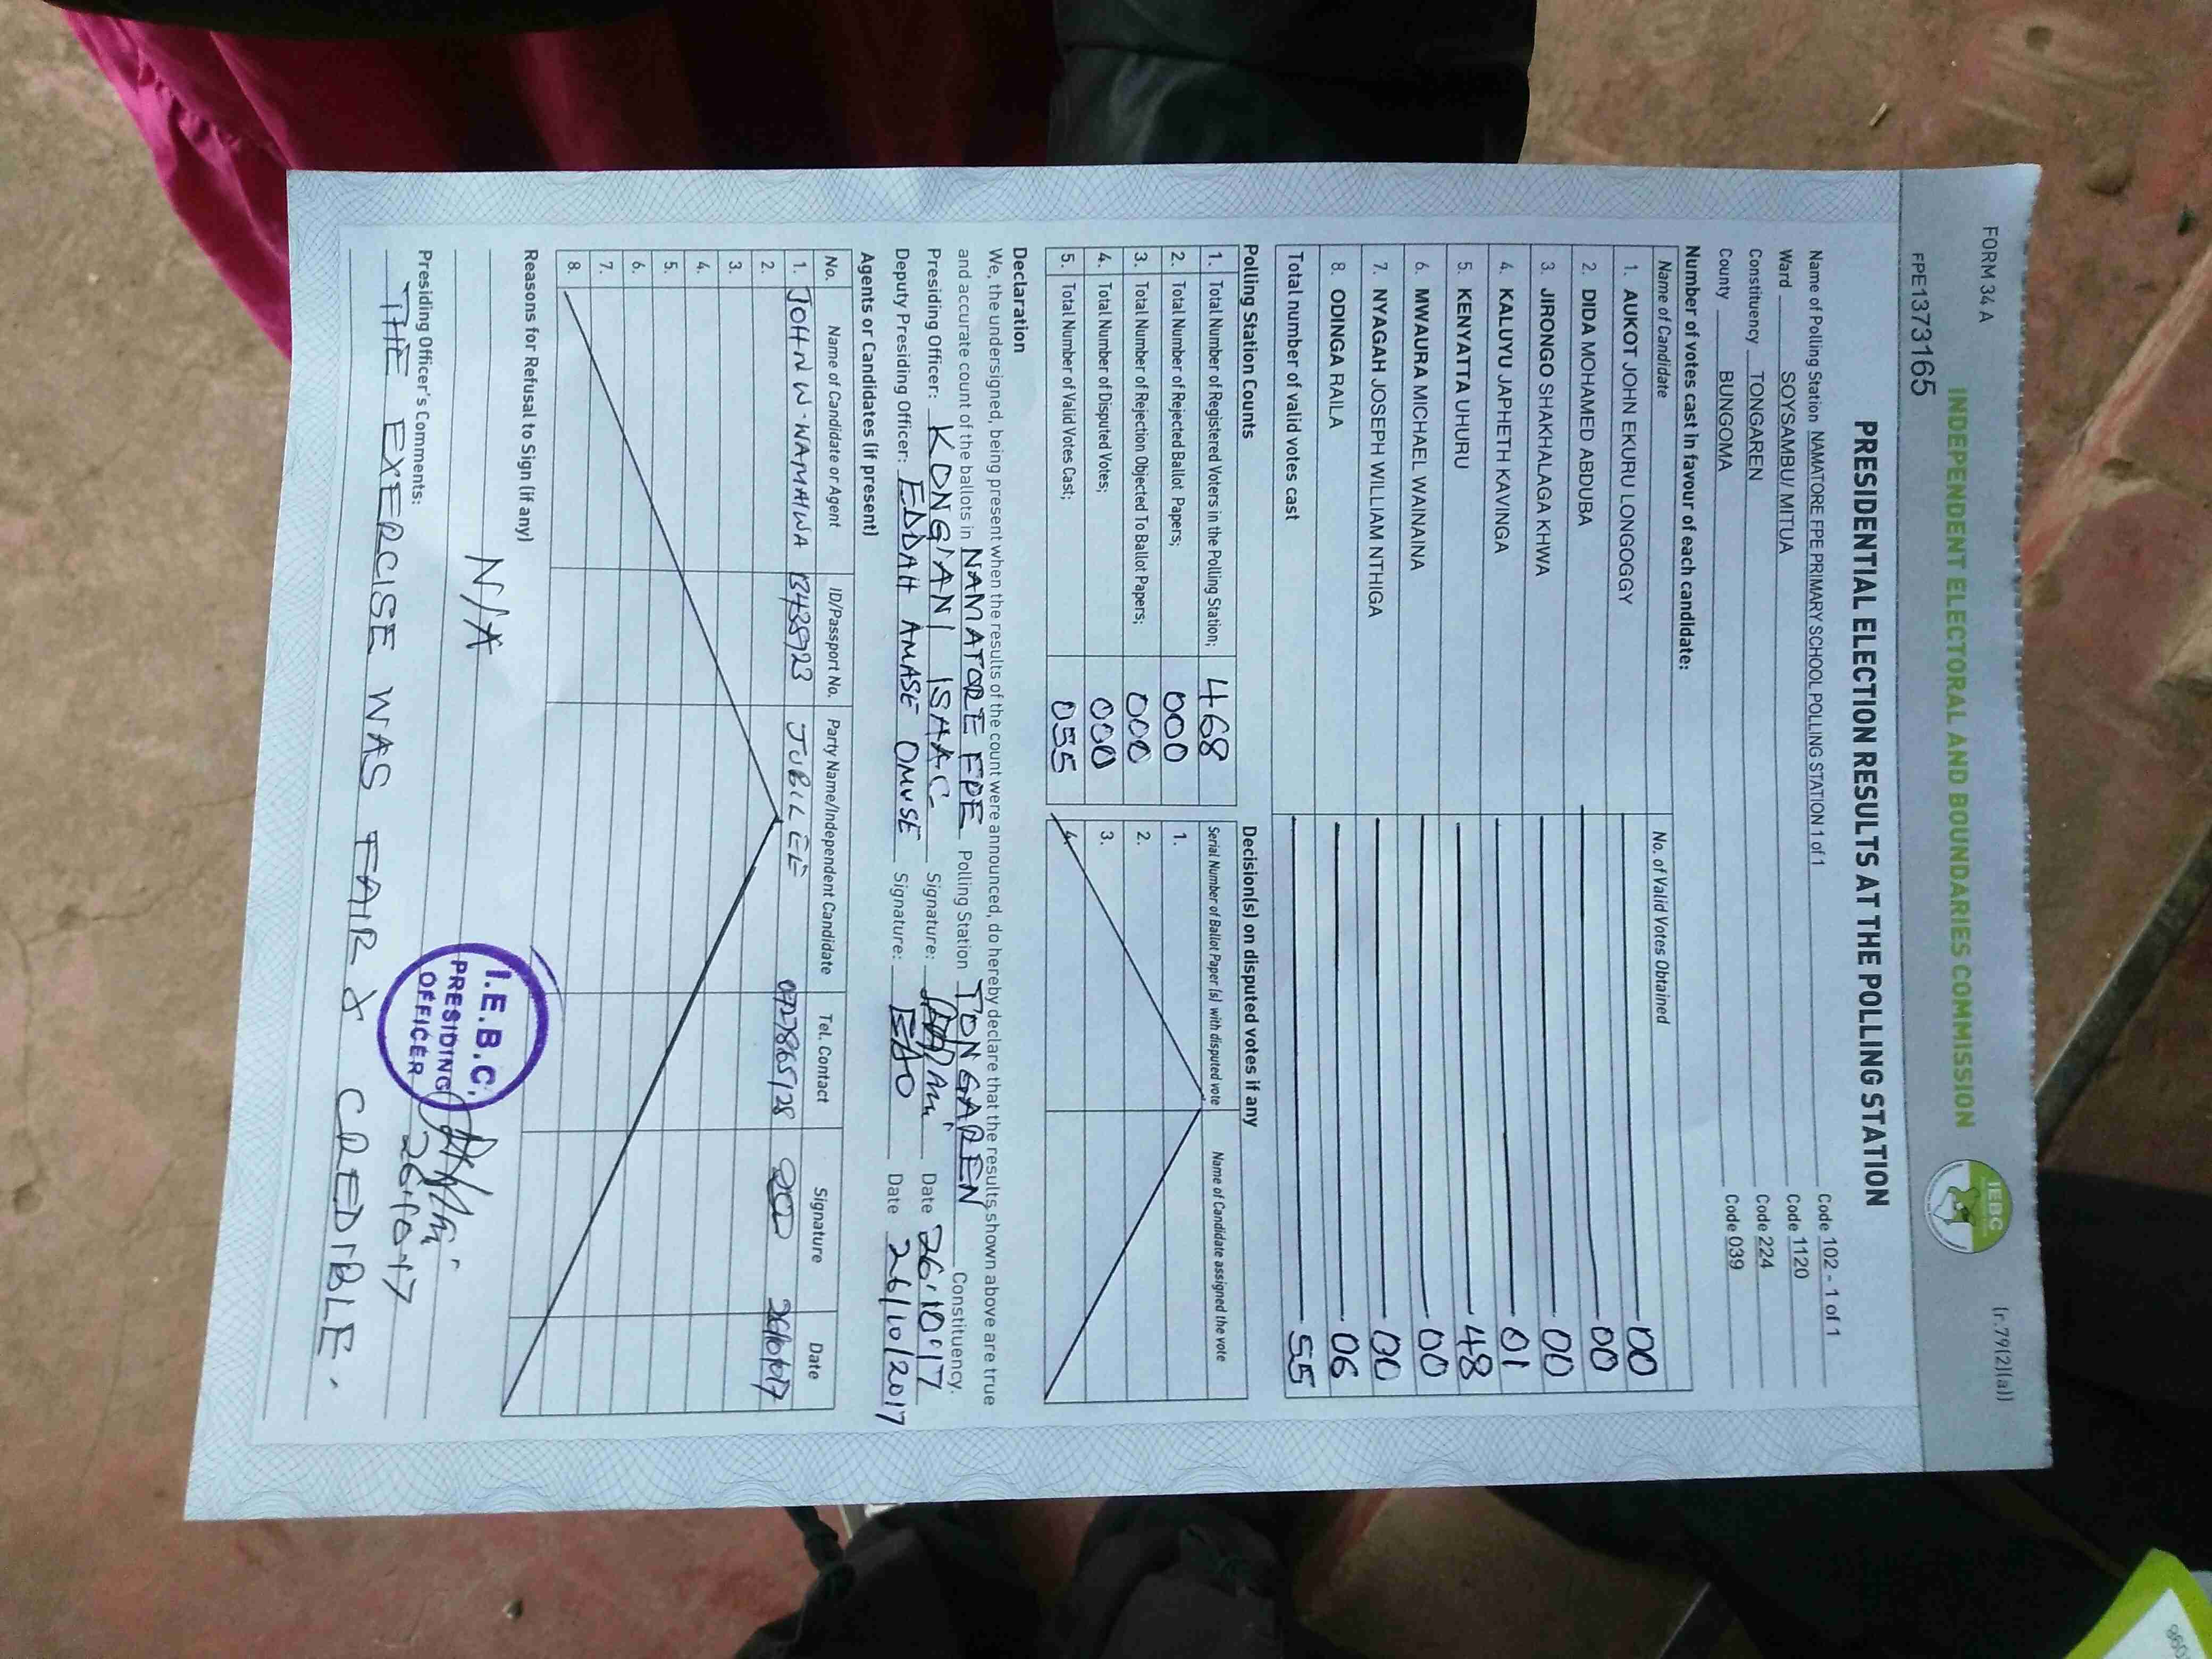 FORM 34 A
(r.79(2)(a))
INDEPENDENT ELECTORAL AND BOUNDARIES COMMISSION
IEBC
FPE1373165
PRESIDENTIAL ELECTION RESULTS AT THE POLLING STATION
Name of Polling Station NAMATORE FPE PRIMARY SCHOOL POLLING STATION 1 of 1 Code 102 - 1 of 1
Ward SOYSAMBU/ MITUA Code 1120
Constituency TONGAREN Code 224
County BUNGOMA Code 039
Number of votes cast in favour of each candidate:
Name of Candidate No. of Valid Votes Obtained
1. AUKOT JOHN EKURU LONGOGGY 00
2. DIDA MOHAMED ABDUBA 00
3. JIRONGO SHAKHALAGA KHWA 00
4. KALUYU JAPHETH KAVINGA 01
5. KENYATTA UHURU 48
6. MWAURA MICHAEL WAINAINA 00
7. NYAGAH JOSEPH WILLIAM NTHIGA 00
8. ODINGA RAILA 06
Total number of valid votes cast 55
Polling Station Counts
1. Total Number of Registered Voters in the Polling Station; 468
2. Total Number of Rejected Ballot Papers; 000
3. Total Number of Rejection Objected To Ballot Papers; 000
4. Total Number of Disputed Votes; 000
5. Total Number of Valid Votes Cast; 055
Decision(s) on disputed votes if any
Serial Number of Ballot Paper (s) with disputed vote Name of Candidate assigned the vote
1.
2.
3.
4.
Declaration
We, the undersigned, being present when the results of the count were announced, do hereby declare that the results shown above are true
and accurate count of the ballots in NAMATORE FPE Polling Station TONGAREN Constituency.
Presiding Officer: KONG'ANI ISAAC Signature: Date 26.10.017
Deputy Presiding Officer: EDDAH AMASE OMUSE Signature: EAO Date 26/10/2017
Agents or Candidates (if present)
No. Name of Candidate or Agent ID/Passport No. Party Name/Independent Candidate Tel. Contact Signature Date
1. JOHN W. WAMAHWA 13438723 JUBILEE 0727865128
2.
3.
4.
5.
6.
7.
8.
Reasons for Refusal to Sign (if any)
N/A
Presiding Officer's Comments:
THE EXERCISE WAS FAIR & CREDIBLE.
I.E.B.C.
PRESIDING
OFFICER